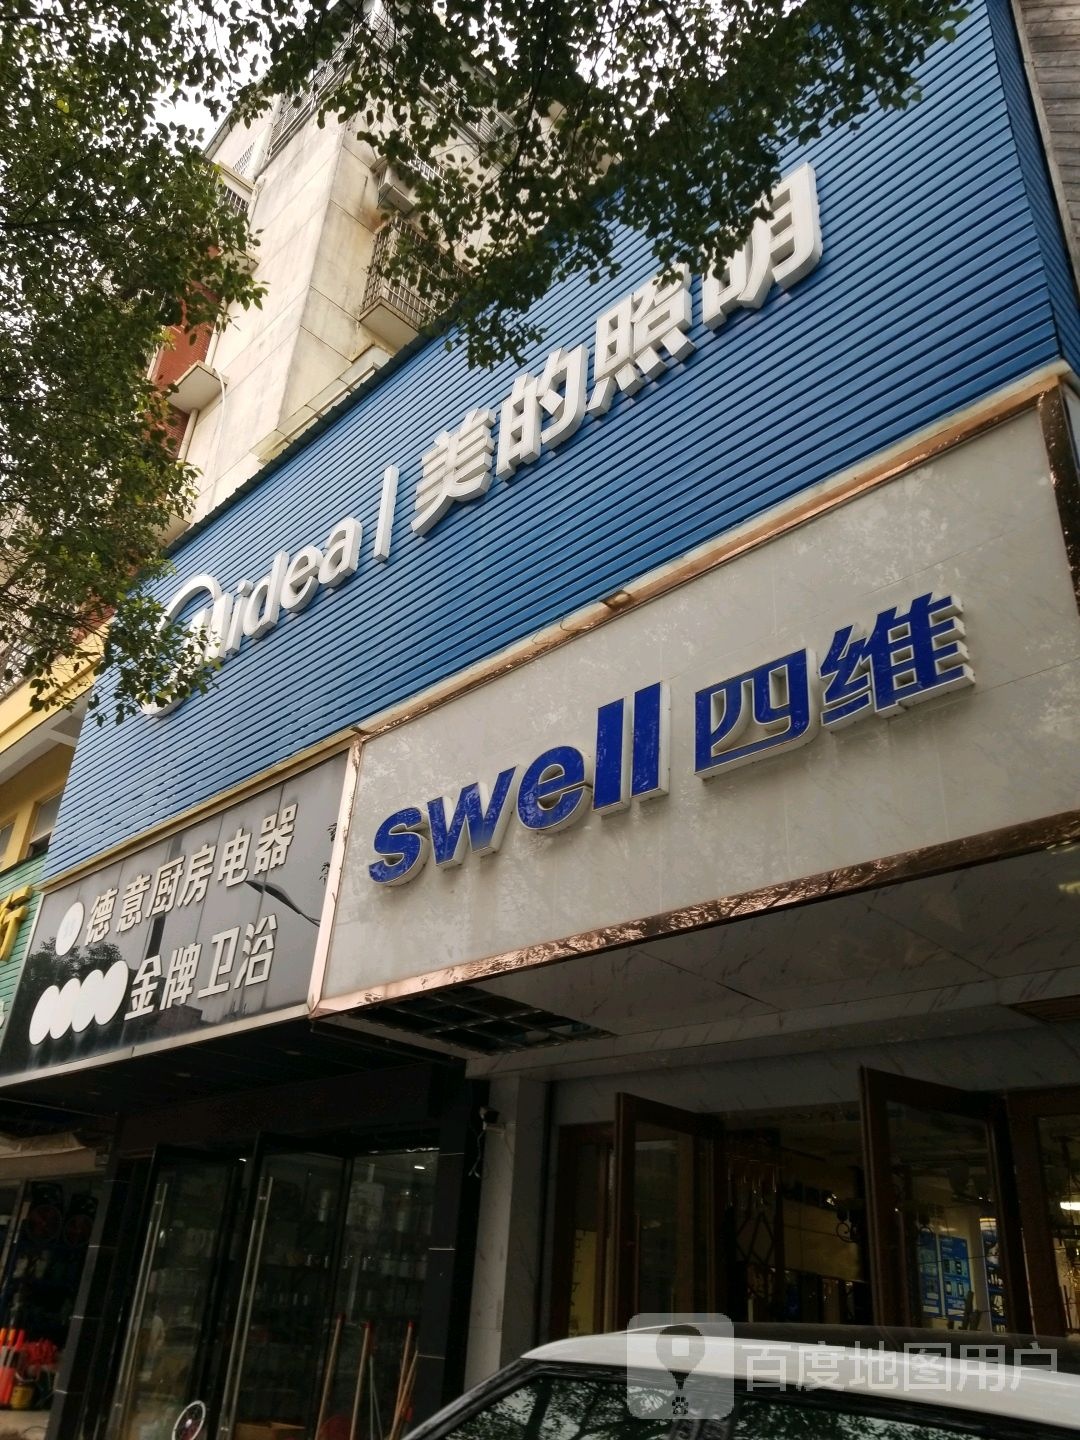 Midea 美的照明
swell 四维
德意厨房电器
金牌卫浴
百度地图用户